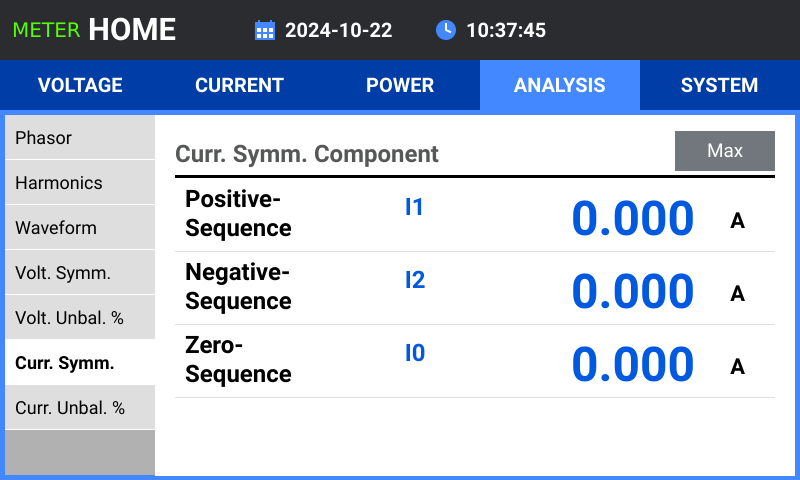 METER HOME 2024-10-22 10:37:45
VOLTAGE CURRENT POWER ANALYSIS SYSTEM
Phasor
Harmonics
Waveform
Volt. Symm.
Volt. Unbal. %
Curr. Symm.
Curr. Unbal. %
Curr. Symm. Component Max
Positive-
Sequence I1 0.000 A
Negative-
Sequence I2 0.000 A
Zero-
Sequence I0 0.000 A